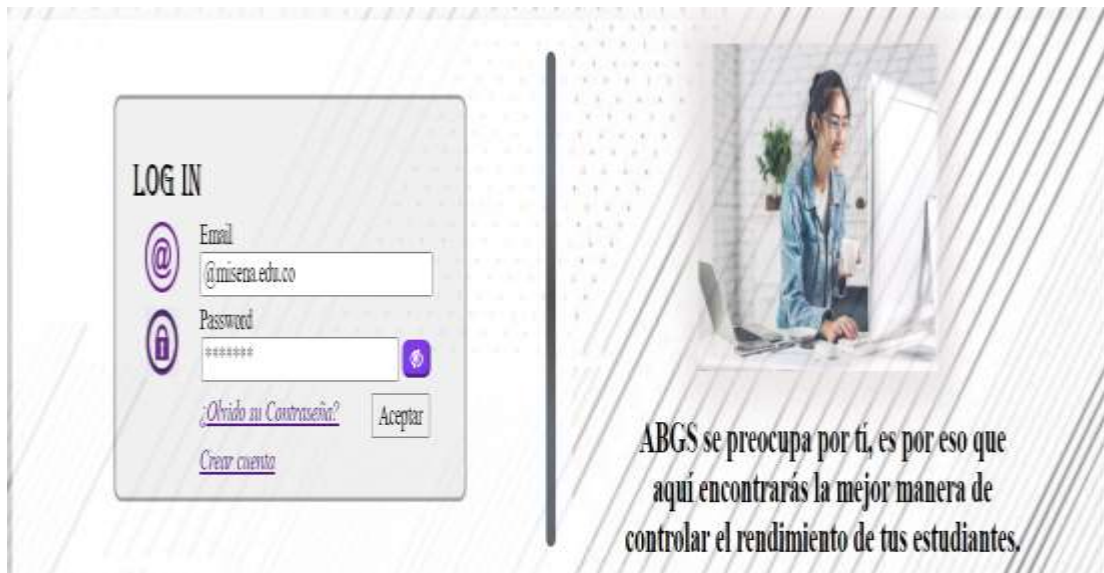 LOG IN
Email
@misena.edu.co
Password
*******
¿Olvido su Contraseña?
Aceptar
Crear cuenta
ABGS se preocupa por tí, es por eso que
aquí encontrarás la mejor manera de
controlar el rendimiento de tus estudiantes.